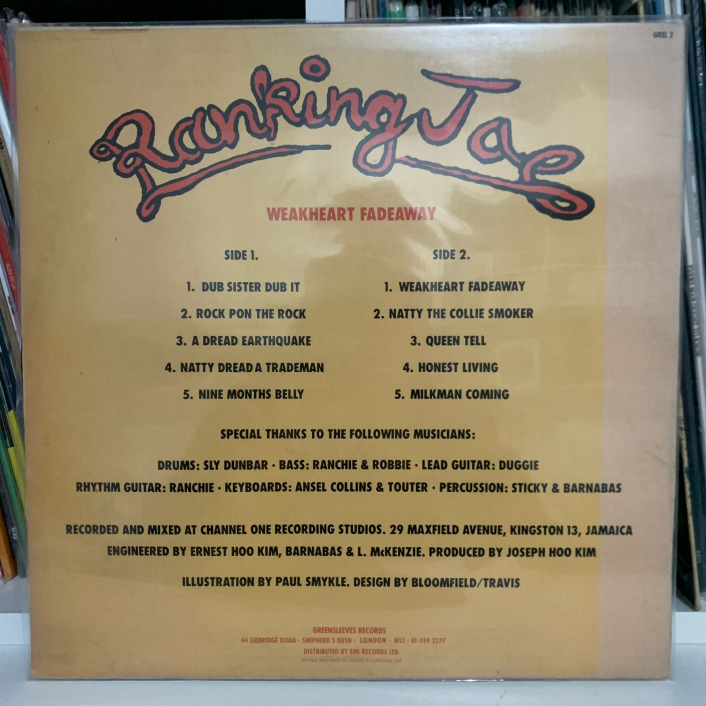 GREL 2
Ranking Joe
WEAKHEART FADEAWAY
SIDE 1.
1. DUB SISTER DUB IT
2. ROCK PON THE ROCK
3. A DREAD EARTHQUAKE
4. NATTY DREAD A TRADEMAN
5. NINE MONTHS BELLY
SIDE 2.
1. WEAKHEART FADEAWAY
2. NATTY THE COLLIE SMOKER
3. QUEEN TELL
4. HONEST LIVING
5. MILKMAN COMING
SPECIAL THANKS TO THE FOLLOWING MUSICIANS:
DRUMS: SLY DUNBAR · BASS: RANCHIE & ROBBIE · LEAD GUITAR: DUGGIE
RHYTHM GUITAR: RANCHIE · KEYBOARDS: ANSEL COLLINS & TOUTER · PERCUSSION: STICKY & BARNABAS
RECORDED AND MIXED AT CHANNEL ONE RECORDING STUDIOS. 29 MAXFIELD AVENUE, KINGSTON 13, JAMAICA
ENGINEERED BY ERNEST HOO KIM, BARNABAS & L. McKENZIE. PRODUCED BY JOSEPH HOO KIM
ILLUSTRATION BY PAUL SMYKLE. DESIGN BY BLOOMFIELD/TRAVIS
GREENSLEEVES RECORDS
44 UXBRIDGE ROAD · SHEPHERD'S BUSH · LONDON · W12 · 01-749 3277
DISTRIBUTED BY EMI RECORDS LTD